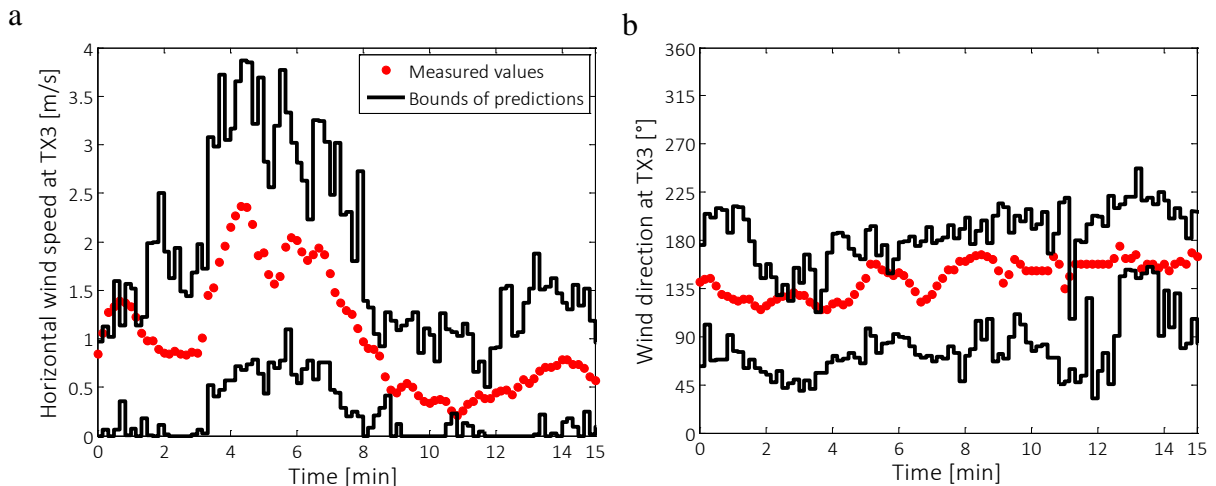 a
Horizontal wind speed at TX3 [m/s]
4
3.5
3
2.5
2
1.5
1
0.5
0
Measured values
Bounds of predictions
0 2 4 6 8 10 12 14 15
Time [min]
b
Wind direction at TX3 [°]
360
315
270
225
180
135
90
45
0
0 2 4 6 8 10 12 14 15
Time [min]